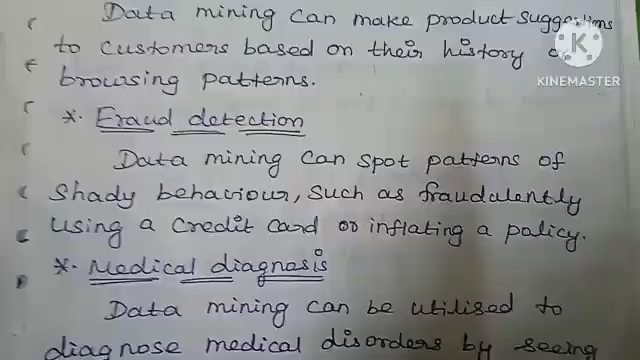 Data mining can make product suggestions
to customers based on their history
browsing patterns.
*. Fraud detection
Data mining can spot patterns of
shady behaviour, such as fraudulently
using a credit card or inflating a policy.
*. Medical diagnosis
Data mining can be utilised to
diagnose medical disorders by seeing
KINEMASTER